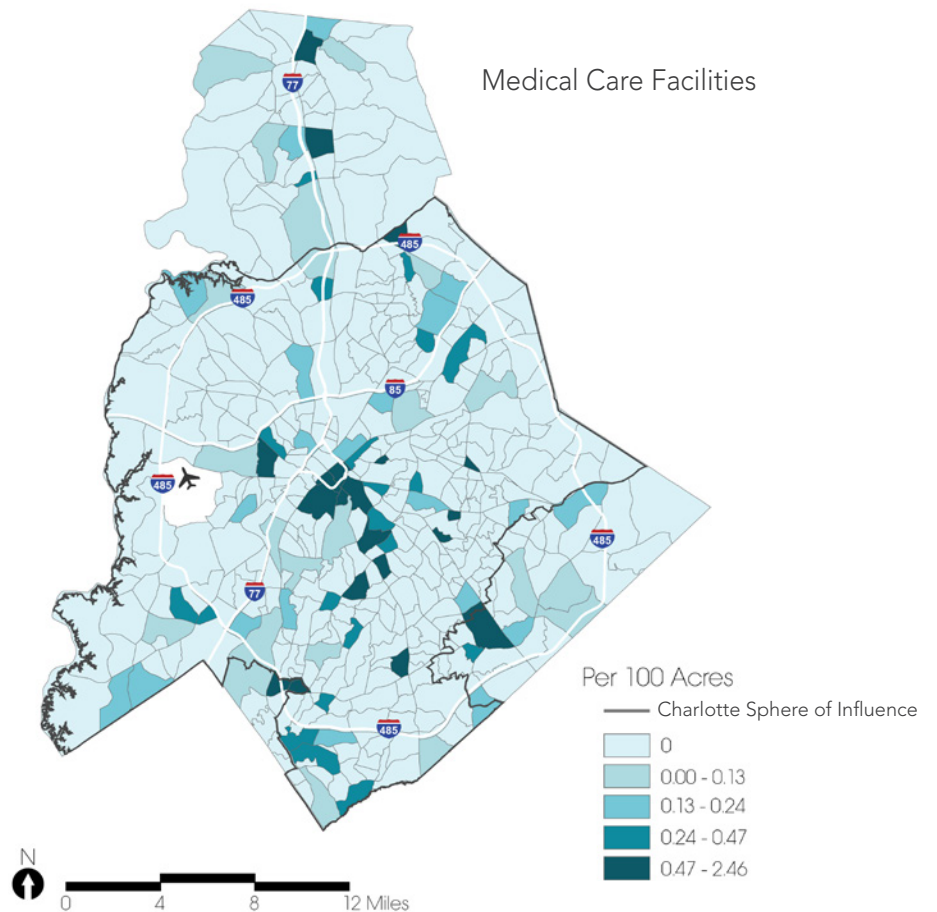 Medical Care Facilities
77
485
485
85
485
485
77
485
Per 100 Acres
Charlotte Sphere of Influence
0
0.00 - 0.13
0.13 - 0.24
0.24 - 0.47
0.47 - 2.46
N
0 4 8 12 Miles